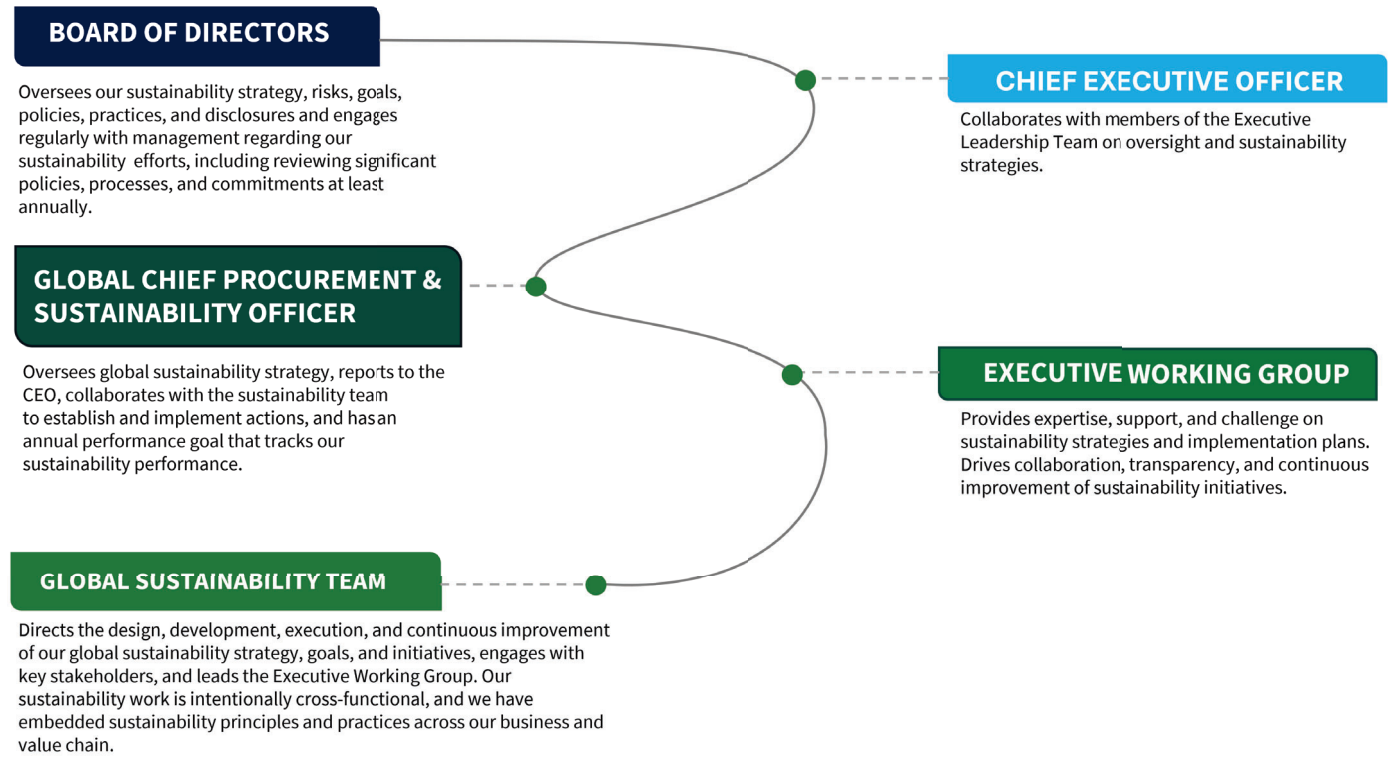 BOARD OF DIRECTORS
Oversees our sustainability strategy, risks, goals,
policies, practices, and disclosures and engages
regularly with management regarding our
sustainability efforts, including reviewing significant
policies, processes, and commitments at least
annually.
CHIEF EXECUTIVE OFFICER
Collaborates with members of the Executive
Leadership Team on oversight and sustainability
strategies.
GLOBAL CHIEF PROCUREMENT &
SUSTAINABILITY OFFICER
Oversees global sustainability strategy, reports to the
CEO, collaborates with the sustainability team
to establish and implement actions, and has an
annual performance goal that tracks our
sustainability performance.
EXECUTIVE WORKING GROUP
Provides expertise, support, and challenge on
sustainability strategies and implementation plans.
Drives collaboration, transparency, and continuous
improvement of sustainability initiatives.
GLOBAL SUSTAINABILITY TEAM
Directs the design, development, execution, and continuous improvement
of our global sustainability strategy, goals, and initiatives, engages with
key stakeholders, and leads the Executive Working Group. Our
sustainability work is intentionally cross-functional, and we have
embedded sustainability principles and practices across our business and
value chain.